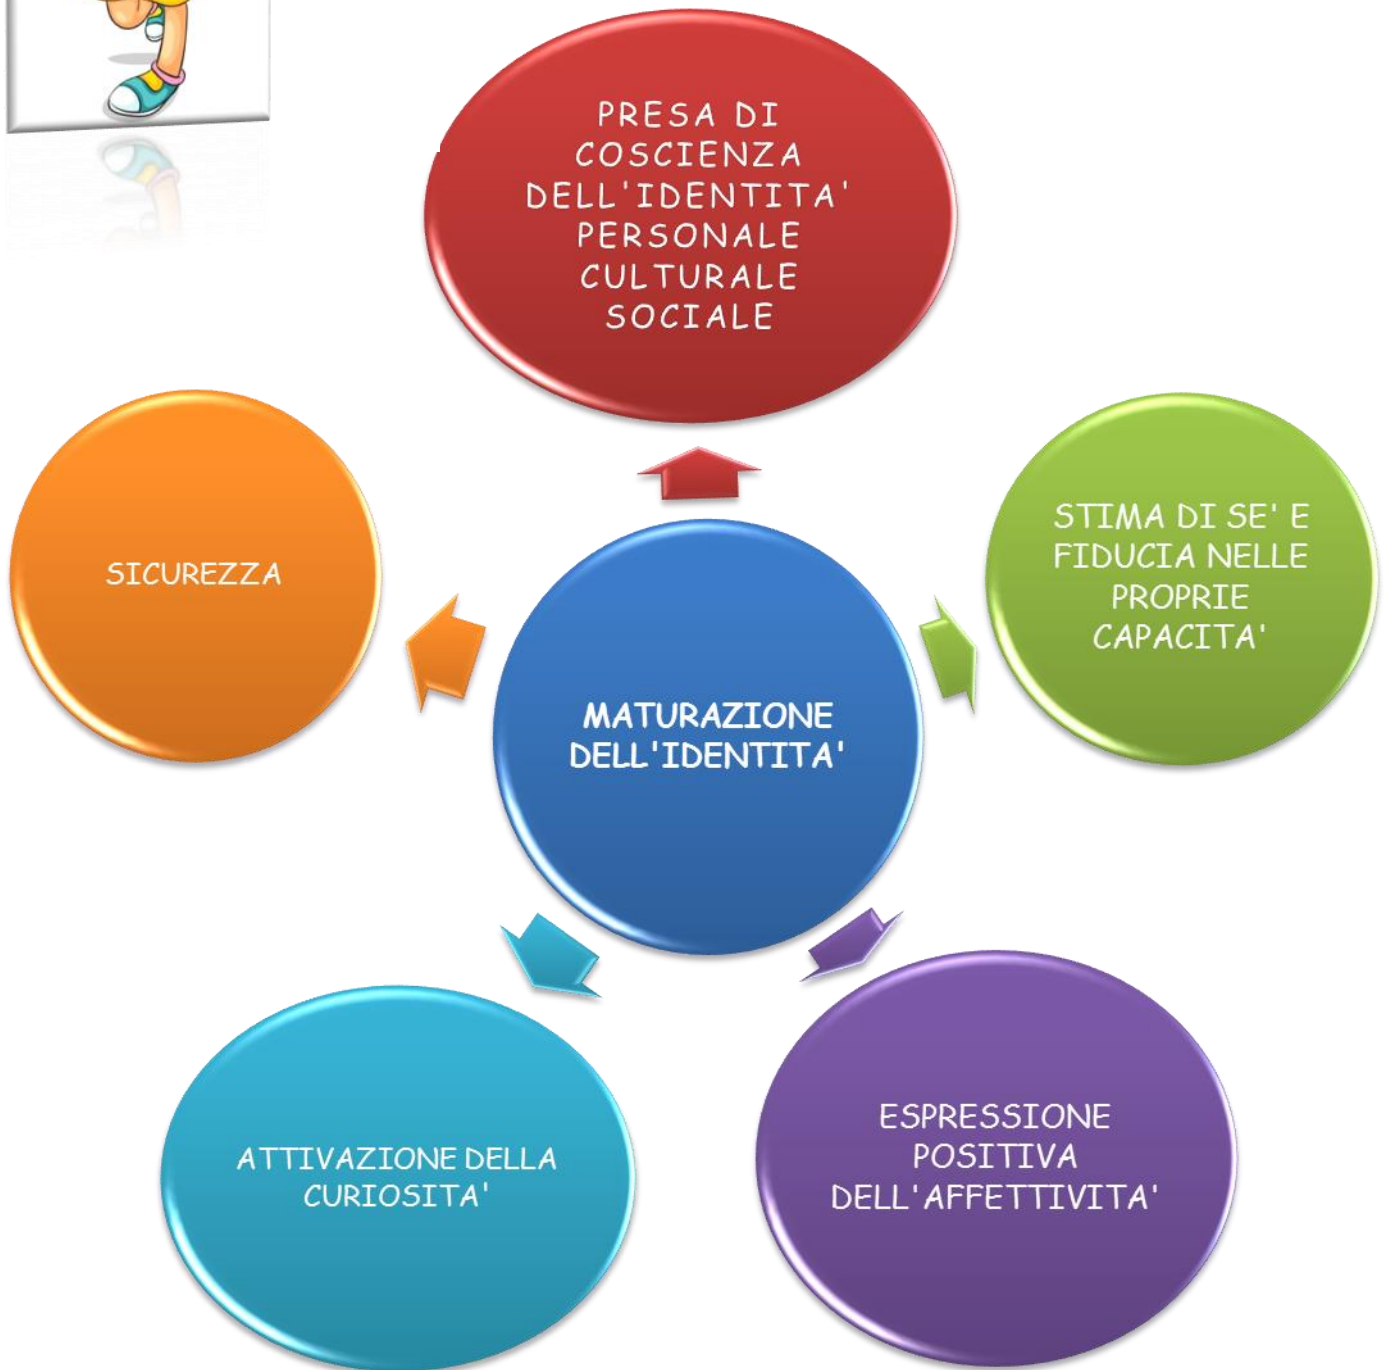 PRESA DI
COSCIENZA
DELL'IDENTITA'
PERSONALE
CULTURALE
SOCIALE
STIMA DI SE' E
FIDUCIA NELLE
PROPRIE
CAPACITA'
SICUREZZA
MATURAZIONE
DELL'IDENTITA'
ESPRESSIONE
POSITIVA
DELL'AFFETTIVITA'
ATTIVAZIONE DELLA
CURIOSITA'